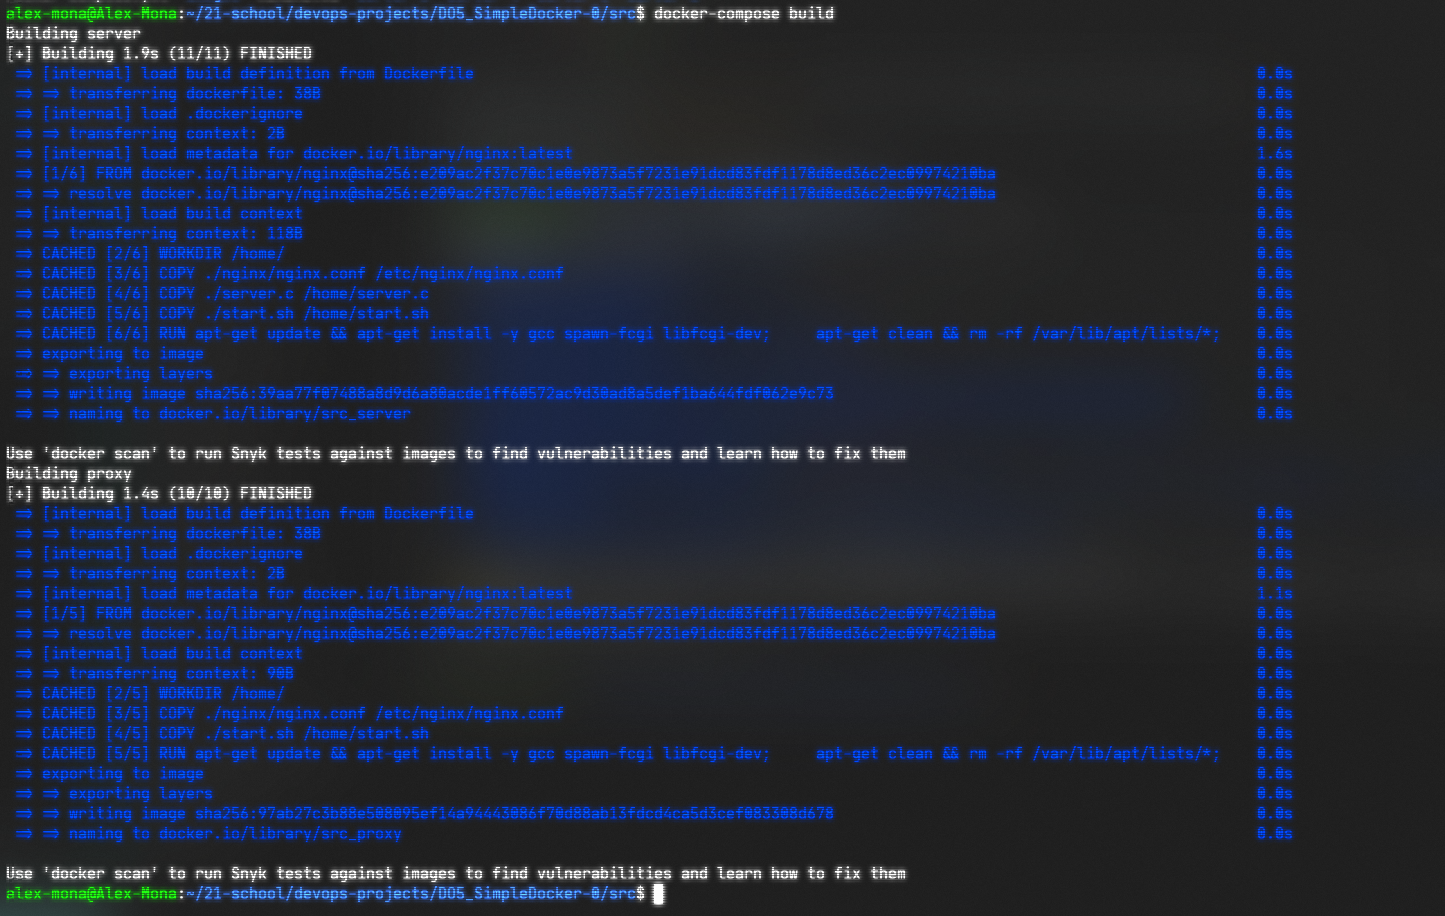 alex-mona@Alex-Mona:~/21-school/devops-projects/DO5_SimpleDocker-0/src$ docker-compose build
Building server
[+] Building 1.9s (11/11) FINISHED
=> [internal] load build definition from Dockerfile 0.0s
=> => transferring dockerfile: 38B 0.0s
=> [internal] load .dockerignore 0.0s
=> => transferring context: 2B 0.0s
=> [internal] load metadata for docker.io/library/nginx:latest 1.6s
=> [1/6] FROM docker.io/library/nginx@sha256:e209ac2f37c70c1e0e9873a5f7231e91dcd83fdf1178d8ed36c2ec09974210ba 0.0s
=> => resolve docker.io/library/nginx@sha256:e209ac2f37c70c1e0e9873a5f7231e91dcd83fdf1178d8ed36c2ec09974210ba 0.0s
=> [internal] load build context 0.0s
=> => transferring context: 118B 0.0s
=> CACHED [2/6] WORKDIR /home/ 0.0s
=> CACHED [3/6] COPY ./nginx/nginx.conf /etc/nginx/nginx.conf 0.0s
=> CACHED [4/6] COPY ./server.c /home/server.c 0.0s
=> CACHED [5/6] COPY ./start.sh /home/start.sh 0.0s
=> CACHED [6/6] RUN apt-get update && apt-get install -y gcc spawn-fcgi libfcgi-dev;     apt-get clean && rm -rf /var/lib/apt/lists/*; 0.0s
=> exporting to image 0.0s
=> => exporting layers 0.0s
=> => writing image sha256:39aa77f07488a8d9d6a80acde1ff60572ac9d30ad8a5def1ba644fdf062e9c73 0.0s
=> => naming to docker.io/library/src_server 0.0s
Use 'docker scan' to run Snyk tests against images to find vulnerabilities and learn how to fix them
Building proxy
[+] Building 1.4s (10/10) FINISHED
=> [internal] load build definition from Dockerfile 0.0s
=> => transferring dockerfile: 38B 0.0s
=> [internal] load .dockerignore 0.0s
=> => transferring context: 2B 0.0s
=> [internal] load metadata for docker.io/library/nginx:latest 1.1s
=> [1/5] FROM docker.io/library/nginx@sha256:e209ac2f37c70c1e0e9873a5f7231e91dcd83fdf1178d8ed36c2ec09974210ba 0.0s
=> => resolve docker.io/library/nginx@sha256:e209ac2f37c70c1e0e9873a5f7231e91dcd83fdf1178d8ed36c2ec09974210ba 0.0s
=> [internal] load build context 0.0s
=> => transferring context: 90B 0.0s
=> CACHED [2/5] WORKDIR /home/ 0.0s
=> CACHED [3/5] COPY ./nginx/nginx.conf /etc/nginx/nginx.conf 0.0s
=> CACHED [4/5] COPY ./start.sh /home/start.sh 0.0s
=> CACHED [5/5] RUN apt-get update && apt-get install -y gcc spawn-fcgi libfcgi-dev;     apt-get clean && rm -rf /var/lib/apt/lists/*; 0.0s
=> exporting to image 0.0s
=> => exporting layers 0.0s
=> => writing image sha256:97ab27c3b88e508095ef14a94443086f70d88ab13fdcd4ca5d3cef083308d678 0.0s
=> => naming to docker.io/library/src_proxy 0.0s
Use 'docker scan' to run Snyk tests against images to find vulnerabilities and learn how to fix them
alex-mona@Alex-Mona:~/21-school/devops-projects/DO5_SimpleDocker-0/src$